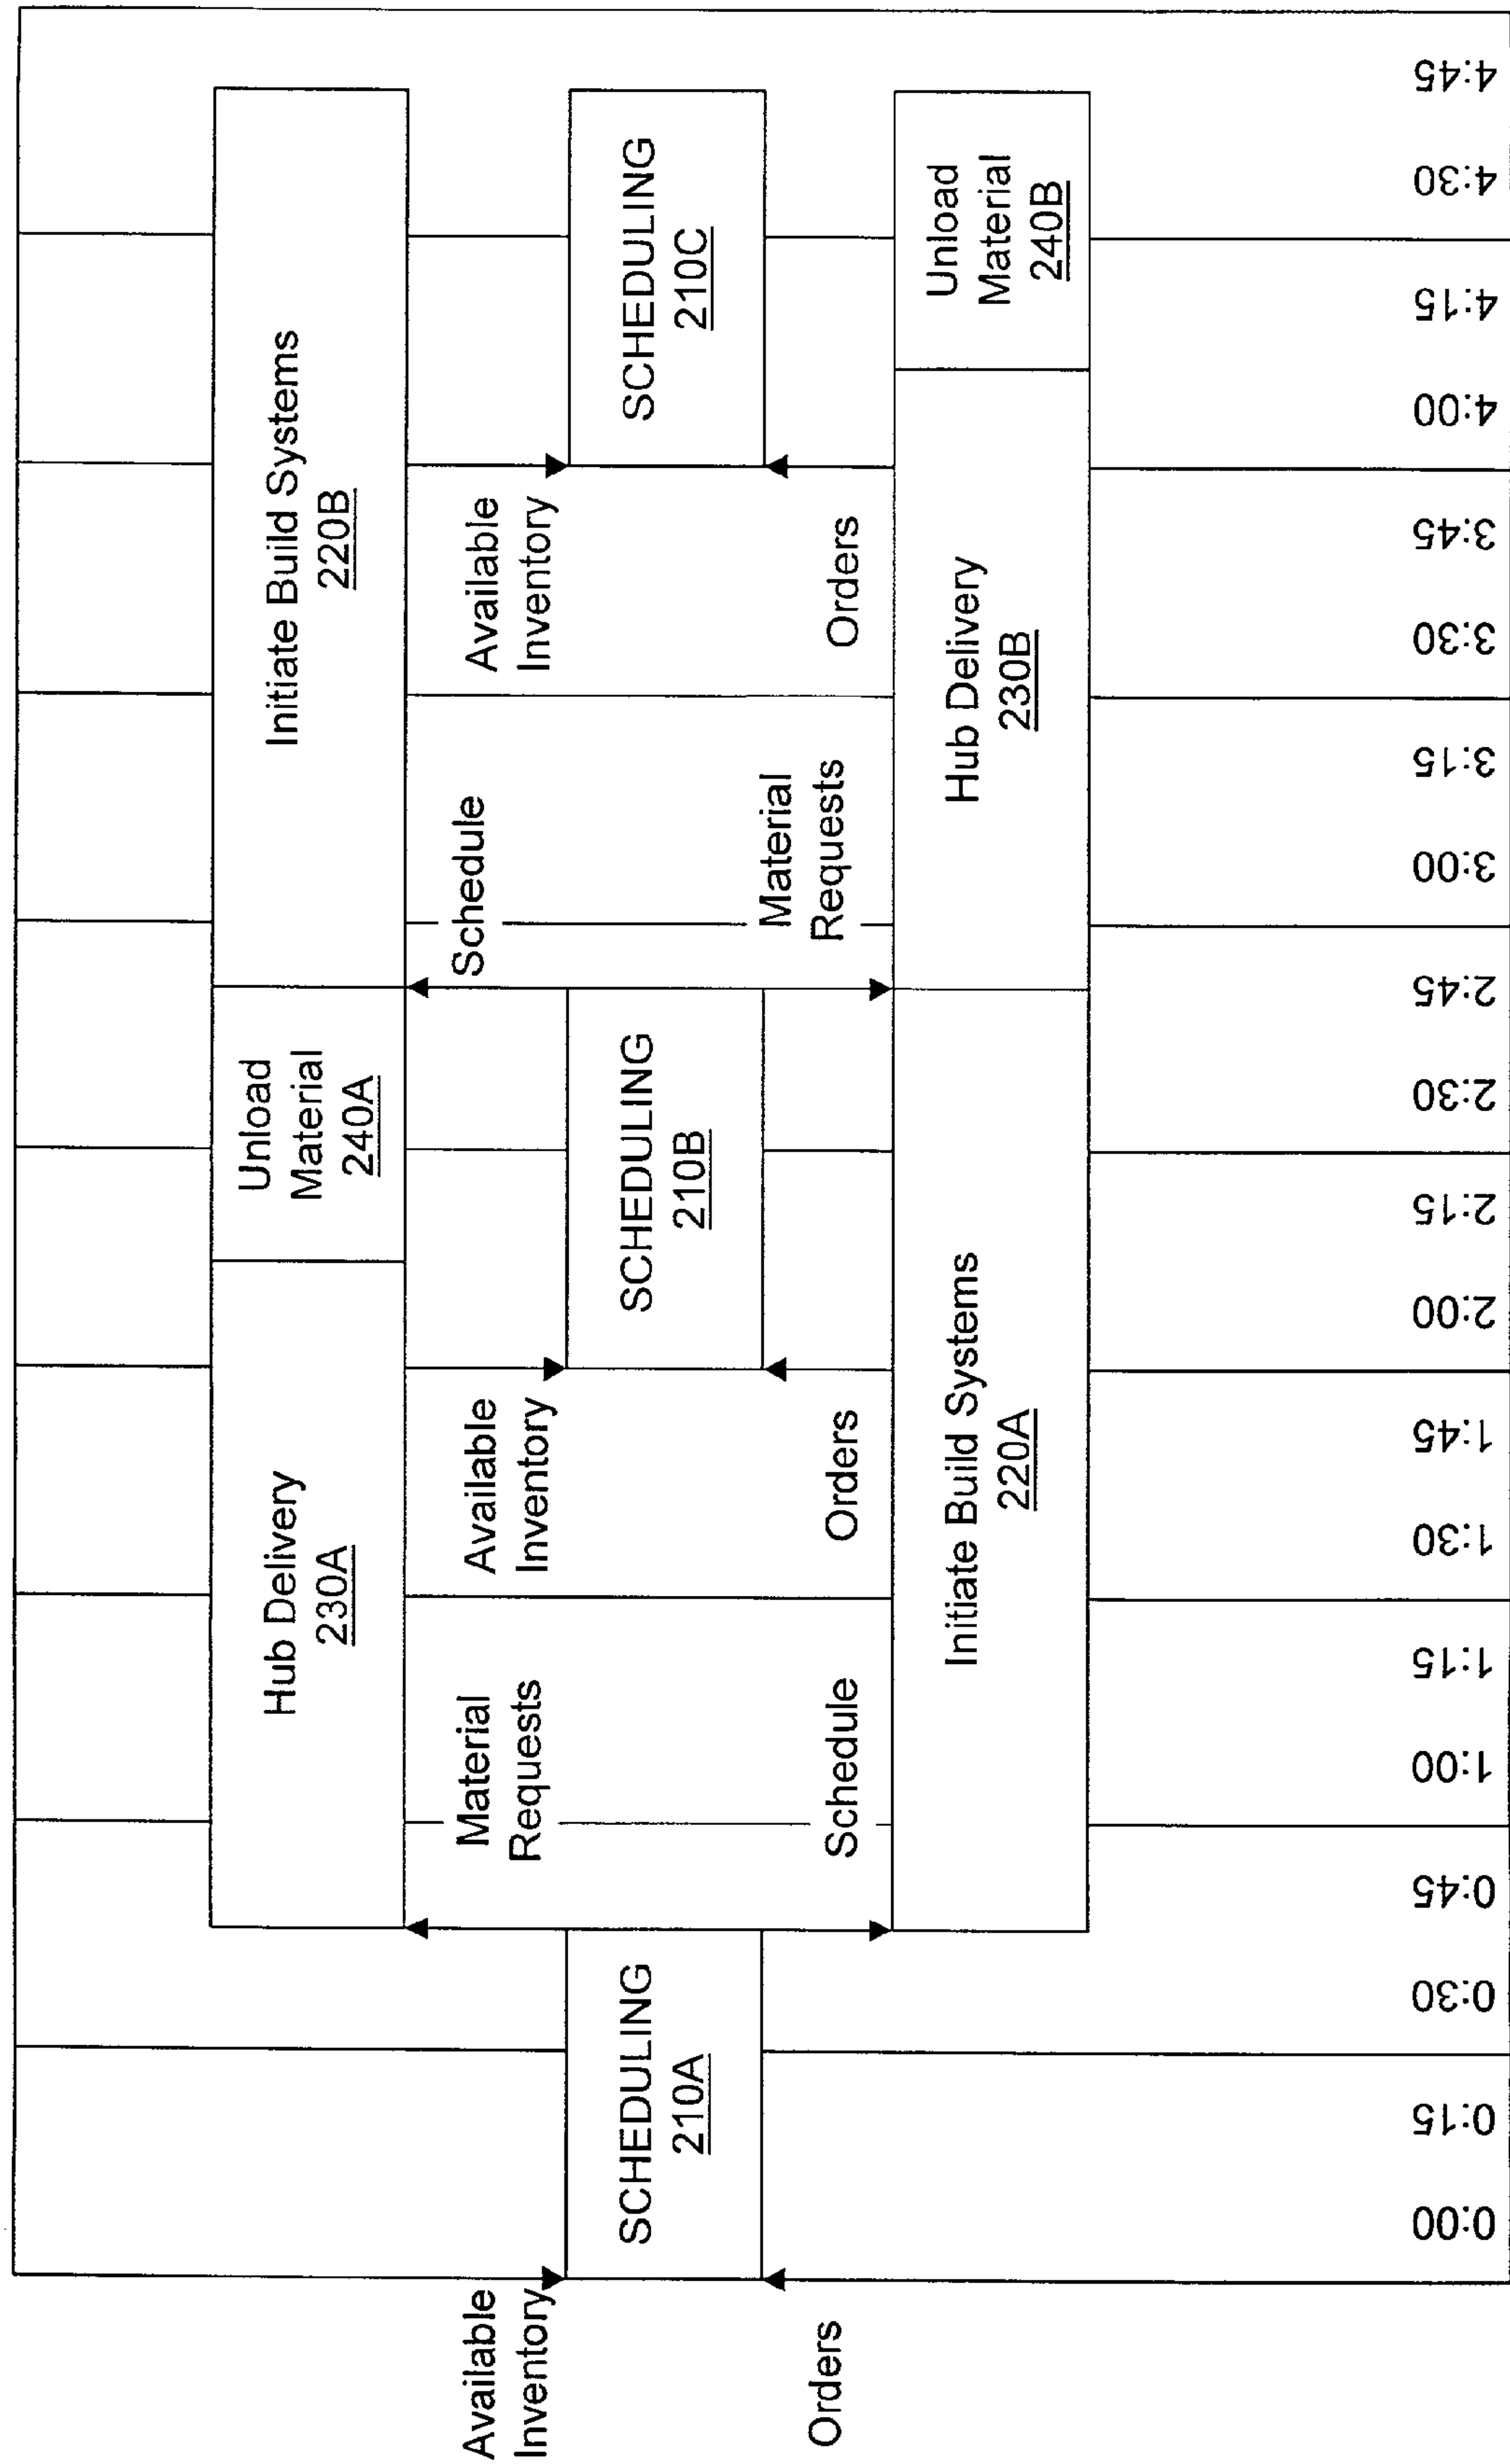 Initiate Build Systems
220B
Unload
Material
240A
Hub Delivery
230A
Available
Inventory
Material
Requests
Available
Inventory
Schedule
Available
Inventory
SCHEDULING
210A
SCHEDULING
210B
SCHEDULING
210C
Orders
Schedule
Orders
Material
Requests
Orders
Initiate Build Systems
220A
Hub Delivery
230B
Unload
Material
240B
0:00
0:15
0:30
0:45
1:00
1:15
1:30
1:45
2:00
2:15
2:30
2:45
3:00
3:15
3:30
3:45
4:00
4:15
4:30
4:45